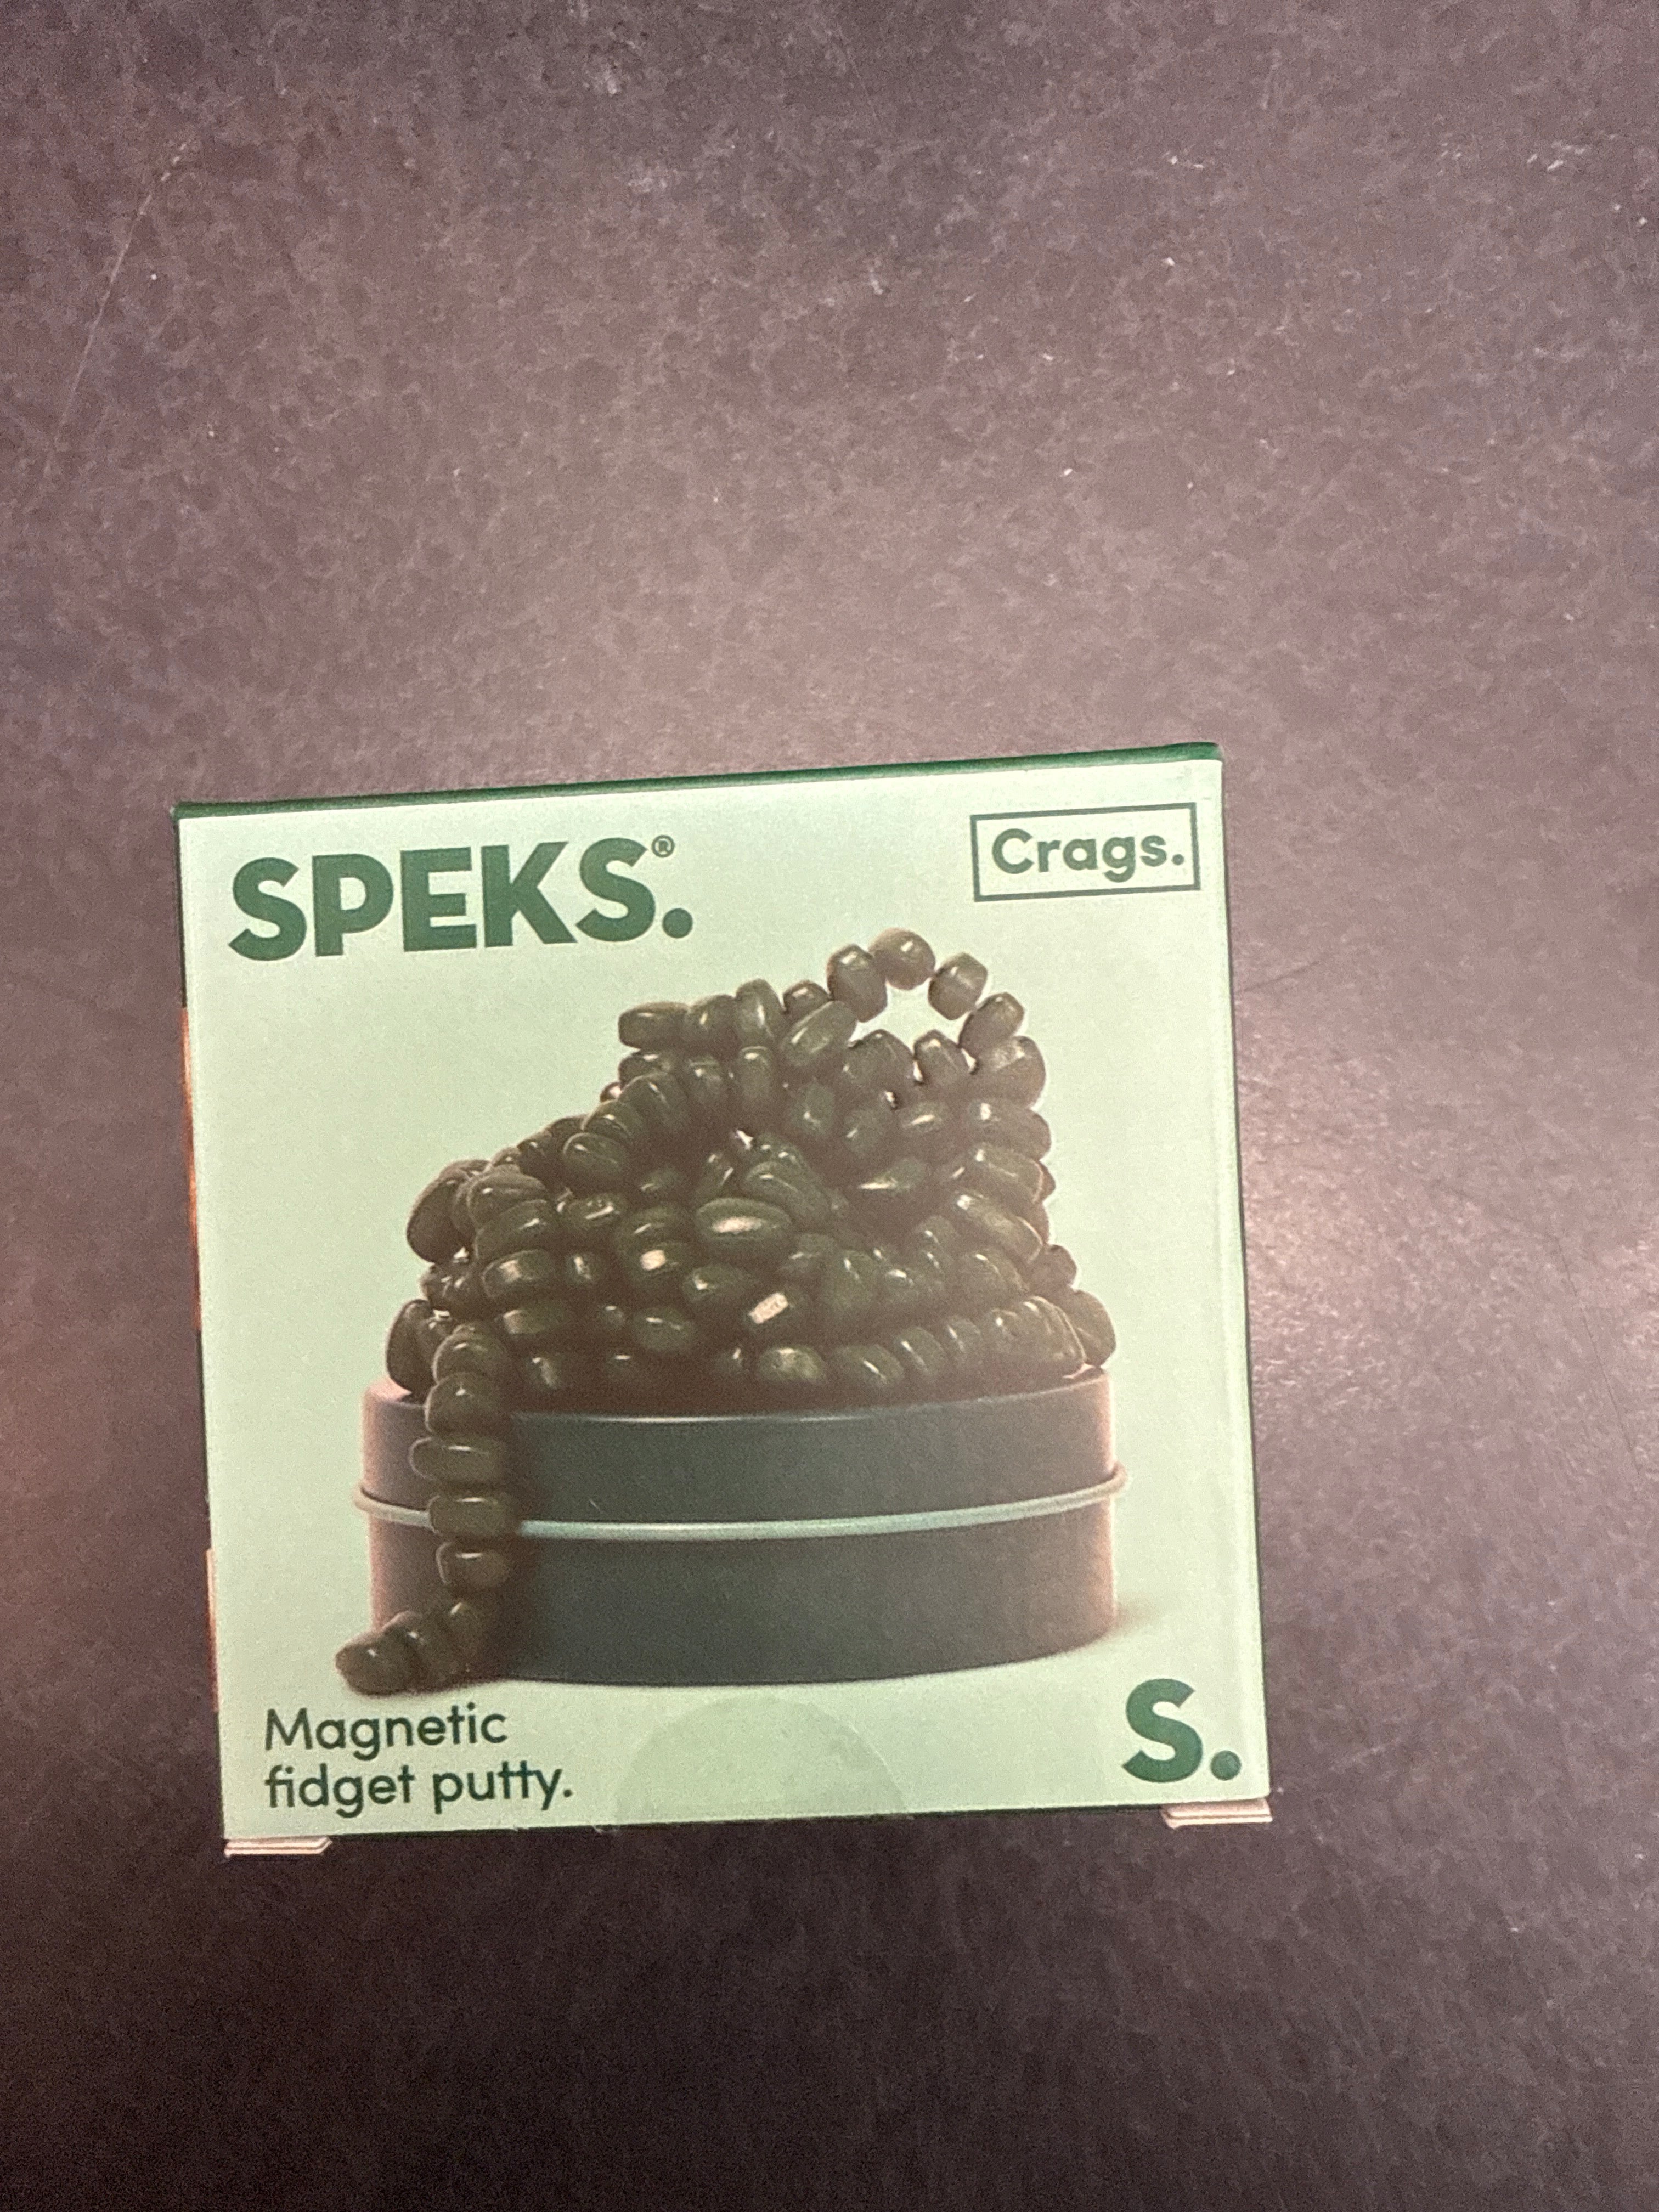 SPEKS.®
Crags.
Magnetic
fidget putty.
S.